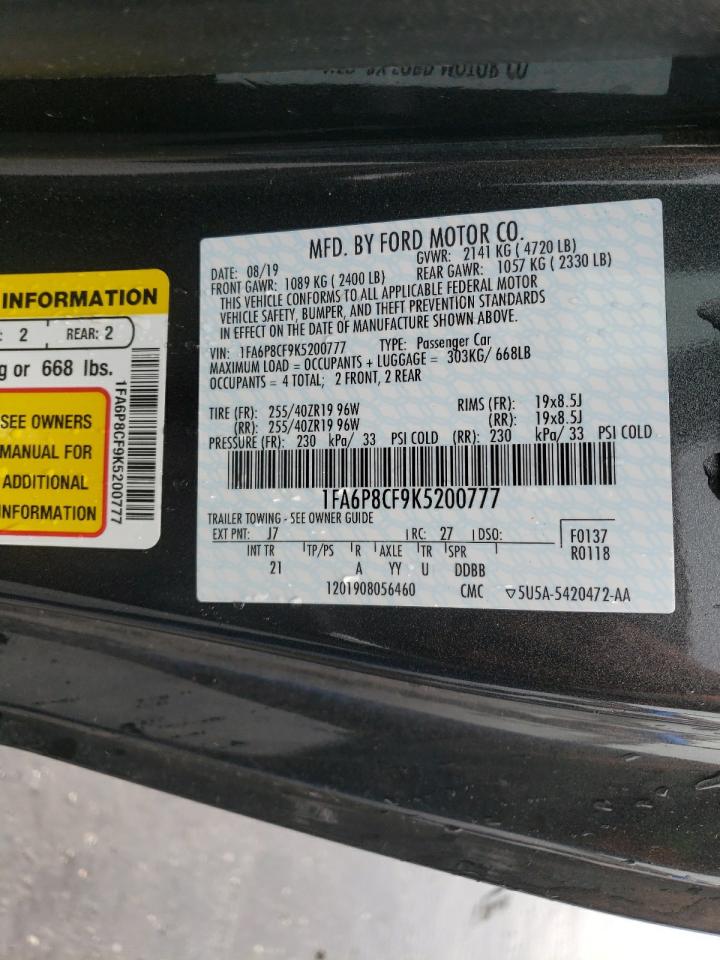 MFD. BY FORD MOTOR CO.
DATE: 08/19 GVWR: 2141 KG ( 4720 LB)
FRONT GAWR: 1089 KG ( 2400 LB) REAR GAWR: 1057 KG ( 2330 LB)
THIS VEHICLE CONFORMS TO ALL APPLICABLE FEDERAL MOTOR
VEHICLE SAFETY, BUMPER, AND THEFT PREVENTION STANDARDS
IN EFFECT ON THE DATE OF MANUFACTURE SHOWN ABOVE.
VIN: 1FA6P8CF9K5200777 TYPE: Passenger Car
MAXIMUM LOAD = OCCUPANTS + LUGGAGE = 303KG/ 668LB
OCCUPANTS = 4 TOTAL; 2 FRONT, 2 REAR
TIRE (FR): 255/40ZR19 96W RIMS (FR): 19x8.5J
(RR): 255/40ZR19 96W (RR): 19x8.5J
PRESSURE (FR): 230 kPa/ 33 PSI COLD (RR): 230 kPa/ 33 PSI COLD
1FA6P8CF9K5200777
TRAILER TOWING - SEE OWNER GUIDE
EXT PNT: J7 RC: 27 DSO: F0137
R0118
INT TR TP/PS R AXLE TR SPR
21 A YY U DDBB
1201908056460 CMC ▽5U5A-5420472-AA
INFORMATION
: 2 REAR: 2
g or 668 lbs.
SEE OWNERS
MANUAL FOR
ADDITIONAL
INFORMATION
1FA6P8CF9K5200777